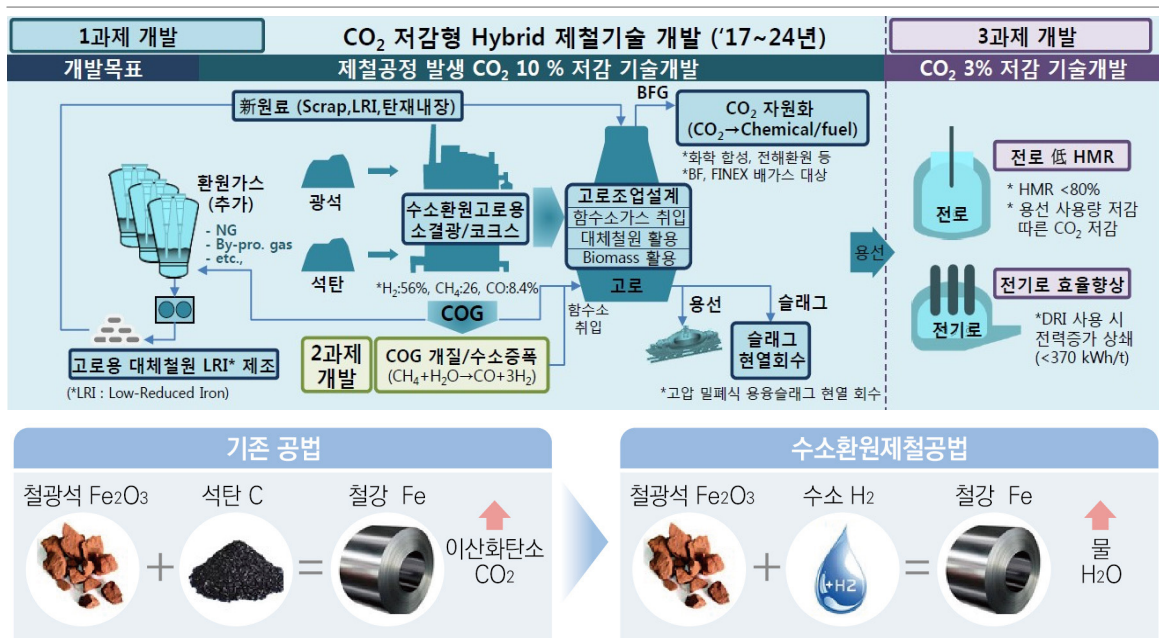 1과제 개발
CO₂ 저감형 Hybrid 제철기술 개발 (‘17~24년)
3과제 개발
개발목표
제철공정 발생 CO₂ 10 % 저감 기술개발
CO₂ 3% 저감 기술개발
新원료 (Scrap,LRI,탄재내장)
BFG
CO₂ 자원화
(CO₂→Chemical/fuel)
*화학 합성, 전해환원 등
*BF, FINEX 배가스 대상
환원가스
(추가)
- NG
- By-pro. gas
- etc.,
광석
석탄
수소환원고로용
소결광/코크스
*H₂:56%, CH₄:26, CO:8.4%
COG
고로조업설계
함수소가스 취입
대체철원 활용
Biomass 활용
고로
함수소
취입
용선
슬래그
슬래그
현열회수
*고압 밀폐식 용융슬래그 현열 회수
고로용 대체철원 LRI* 제조
(*LRI : Low-Reduced Iron)
2과제
개발
COG 개질/수소증폭
(CH₄+H₂O→CO+3H₂)
용선
전로
전로 低 HMR
* HMR <80%
* 용선 사용량 저감
따른 CO₂ 저감
전기로
전기로 효율향상
*DRI 사용 시
전력증가 상쇄
(<370 kWh/t)
기존 공법
철광석 Fe₂O₃
석탄 C
철강 Fe
+
=
이산화탄소
CO₂
수소환원제철공법
철광석 Fe₂O₃
수소 H₂
철강 Fe
+
+H2
=
물
H₂O